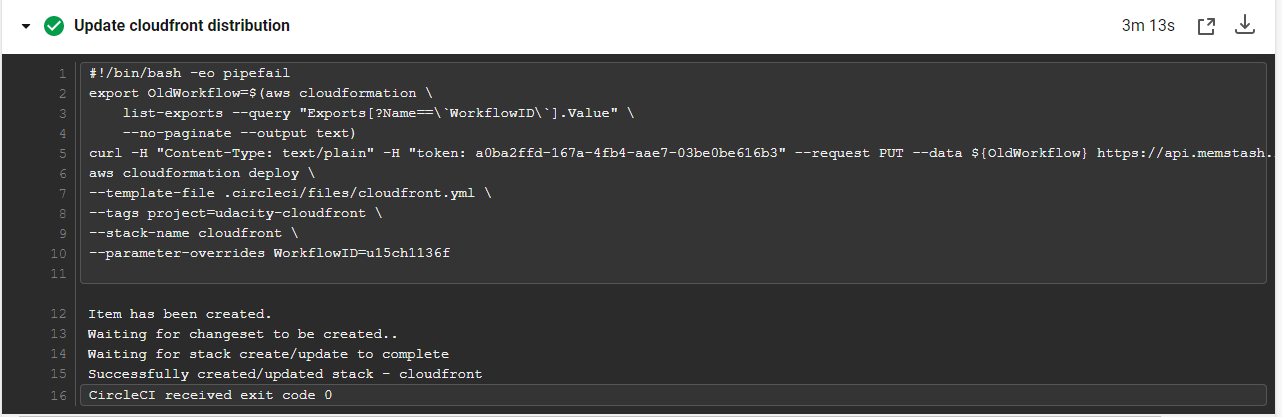 Update cloudfront distribution
3m 13s
1 #!/bin/bash -eo pipefail
2 export OldWorkflow=$(aws cloudformation \
3     list-exports --query "Exports[?Name==\`WorkflowID\`].Value" \
4     --no-paginate --output text)
5 curl -H "Content-Type: text/plain" -H "token: a0ba2ffd-167a-4fb4-aae7-03be0be616b3" --request PUT --data ${OldWorkflow} https://api.memstash.
6 aws cloudformation deploy \
7 --template-file .circleci/files/cloudfront.yml \
8 --tags project=udacity-cloudfront \
9 --stack-name cloudfront \
10 --parameter-overrides WorkflowID=u15ch1136f
11
12 Item has been created.
13 Waiting for changeset to be created..
14 Waiting for stack create/update to complete
15 Successfully created/updated stack - cloudfront
16 CircleCI received exit code 0